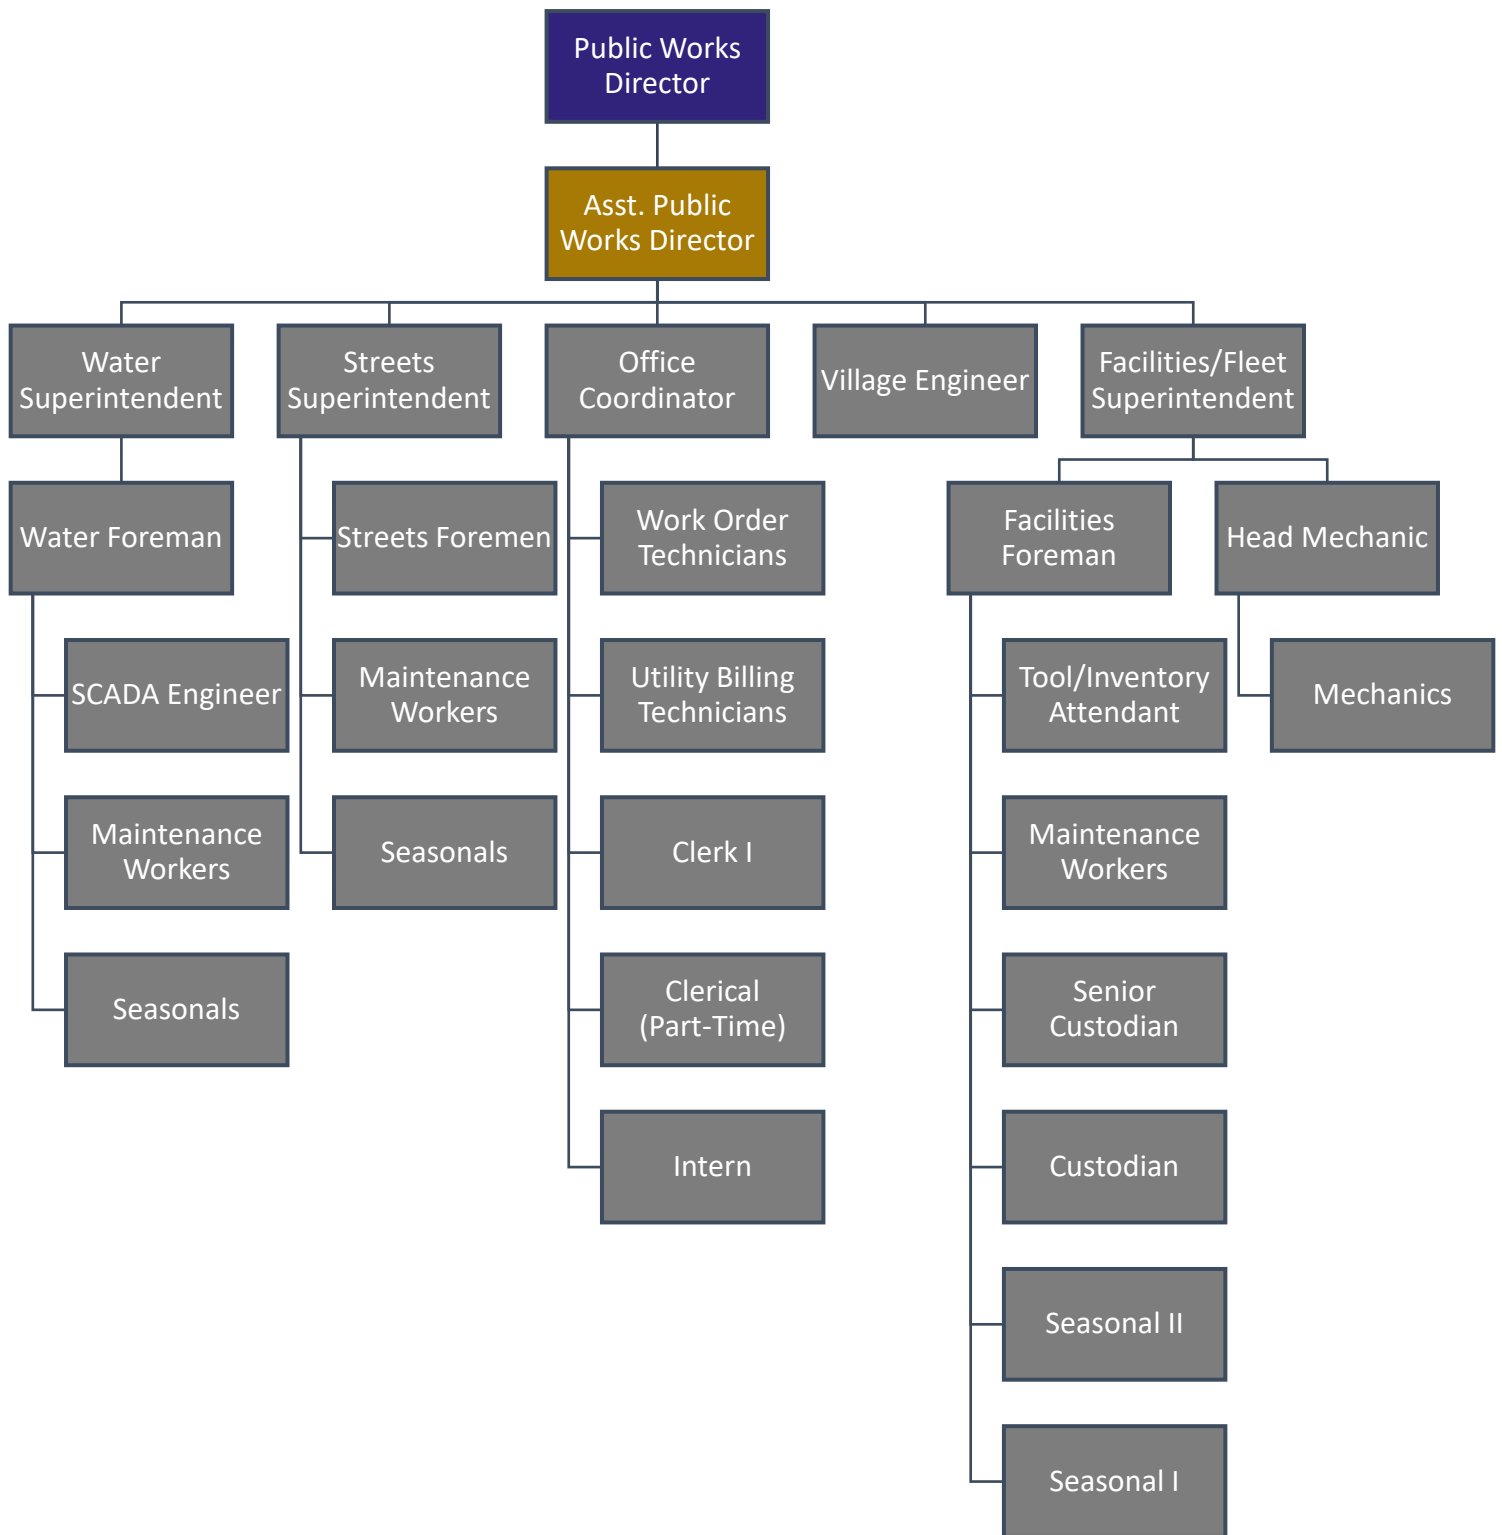 Public Works
Director
Asst. Public
Works Director
Water
Superintendent
Streets
Superintendent
Office
Coordinator
Village Engineer
Facilities/Fleet
Superintendent
Water Foreman
Streets Foremen
Work Order
Technicians
Facilities
Foreman
Head Mechanic
SCADA Engineer
Maintenance
Workers
Utility Billing
Technicians
Tool/Inventory
Attendant
Mechanics
Maintenance
Workers
Seasonals
Clerk I
Maintenance
Workers
Seasonals
Clerical
(Part-Time)
Senior
Custodian
Intern
Custodian
Seasonal II
Seasonal I